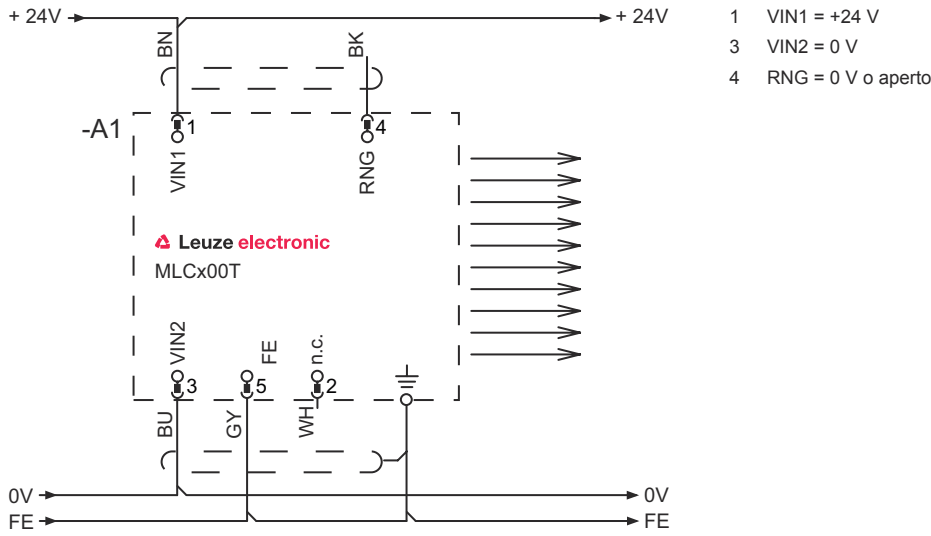 + 24V
+ 24V
BN
BK
-A1
1
4
VIN1
RNG
Leuze electronic
MLCx00T
VIN2
FE
n.c.
3
5
2
BU
GY
WH
0V
0V
FE
FE
1 VIN1 = +24 V
3 VIN2 = 0 V
4 RNG = 0 V o aperto